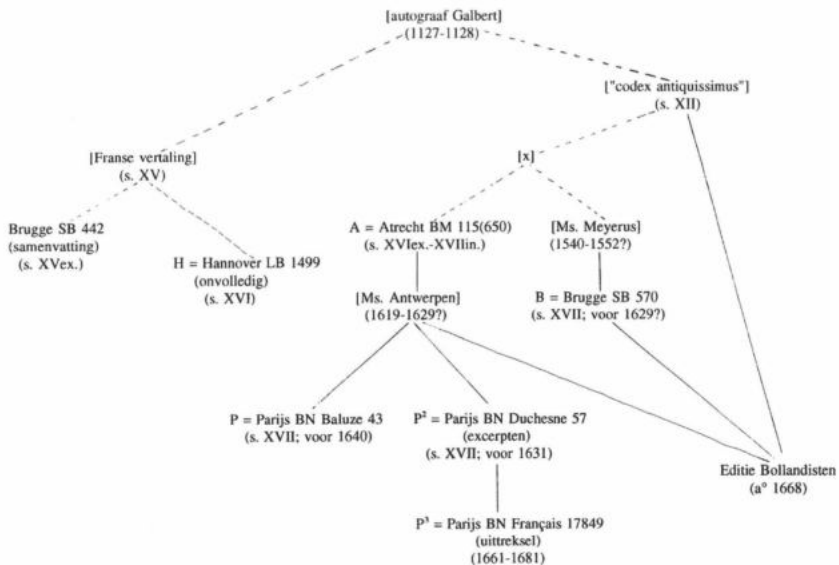 [autograaf Galbert]
(1127-1128)
["codex antiquissimus"]
(s. XII)
[Franse vertaling]
(s. XV)
[x]
Brugge SB 442
(samenvatting)
(s. XVex.)
H = Hannover LB 1499
(onvolledig)
(s. XVI)
A = Atrecht BM 115(650)
(s. XVIex.-XVIIin.)
[Ms. Meyerus]
(1540-1552?)
[Ms. Antwerpen]
(1619-1629?)
B = Brugge SB 570
(s. XVII; voor 1629?)
P = Parijs BN Baluze 43
(s. XVII; voor 1640)
P² = Parijs BN Duchesne 57
(excerpten)
(s. XVII; voor 1631)
Editie Bollandisten
(a° 1668)
P³ = Parijs BN Français 17849
(uittreksel)
(1661-1681)